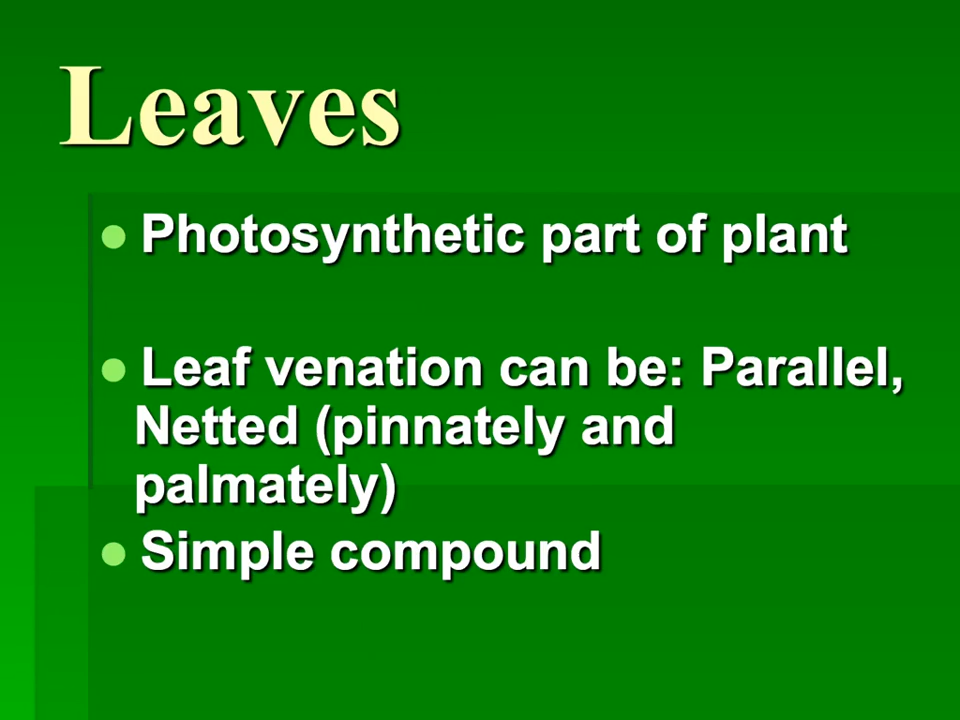 Leaves
Photosynthetic part of plant
Leaf venation can be: Parallel,
Netted (pinnately and
palmately)
Simple compound